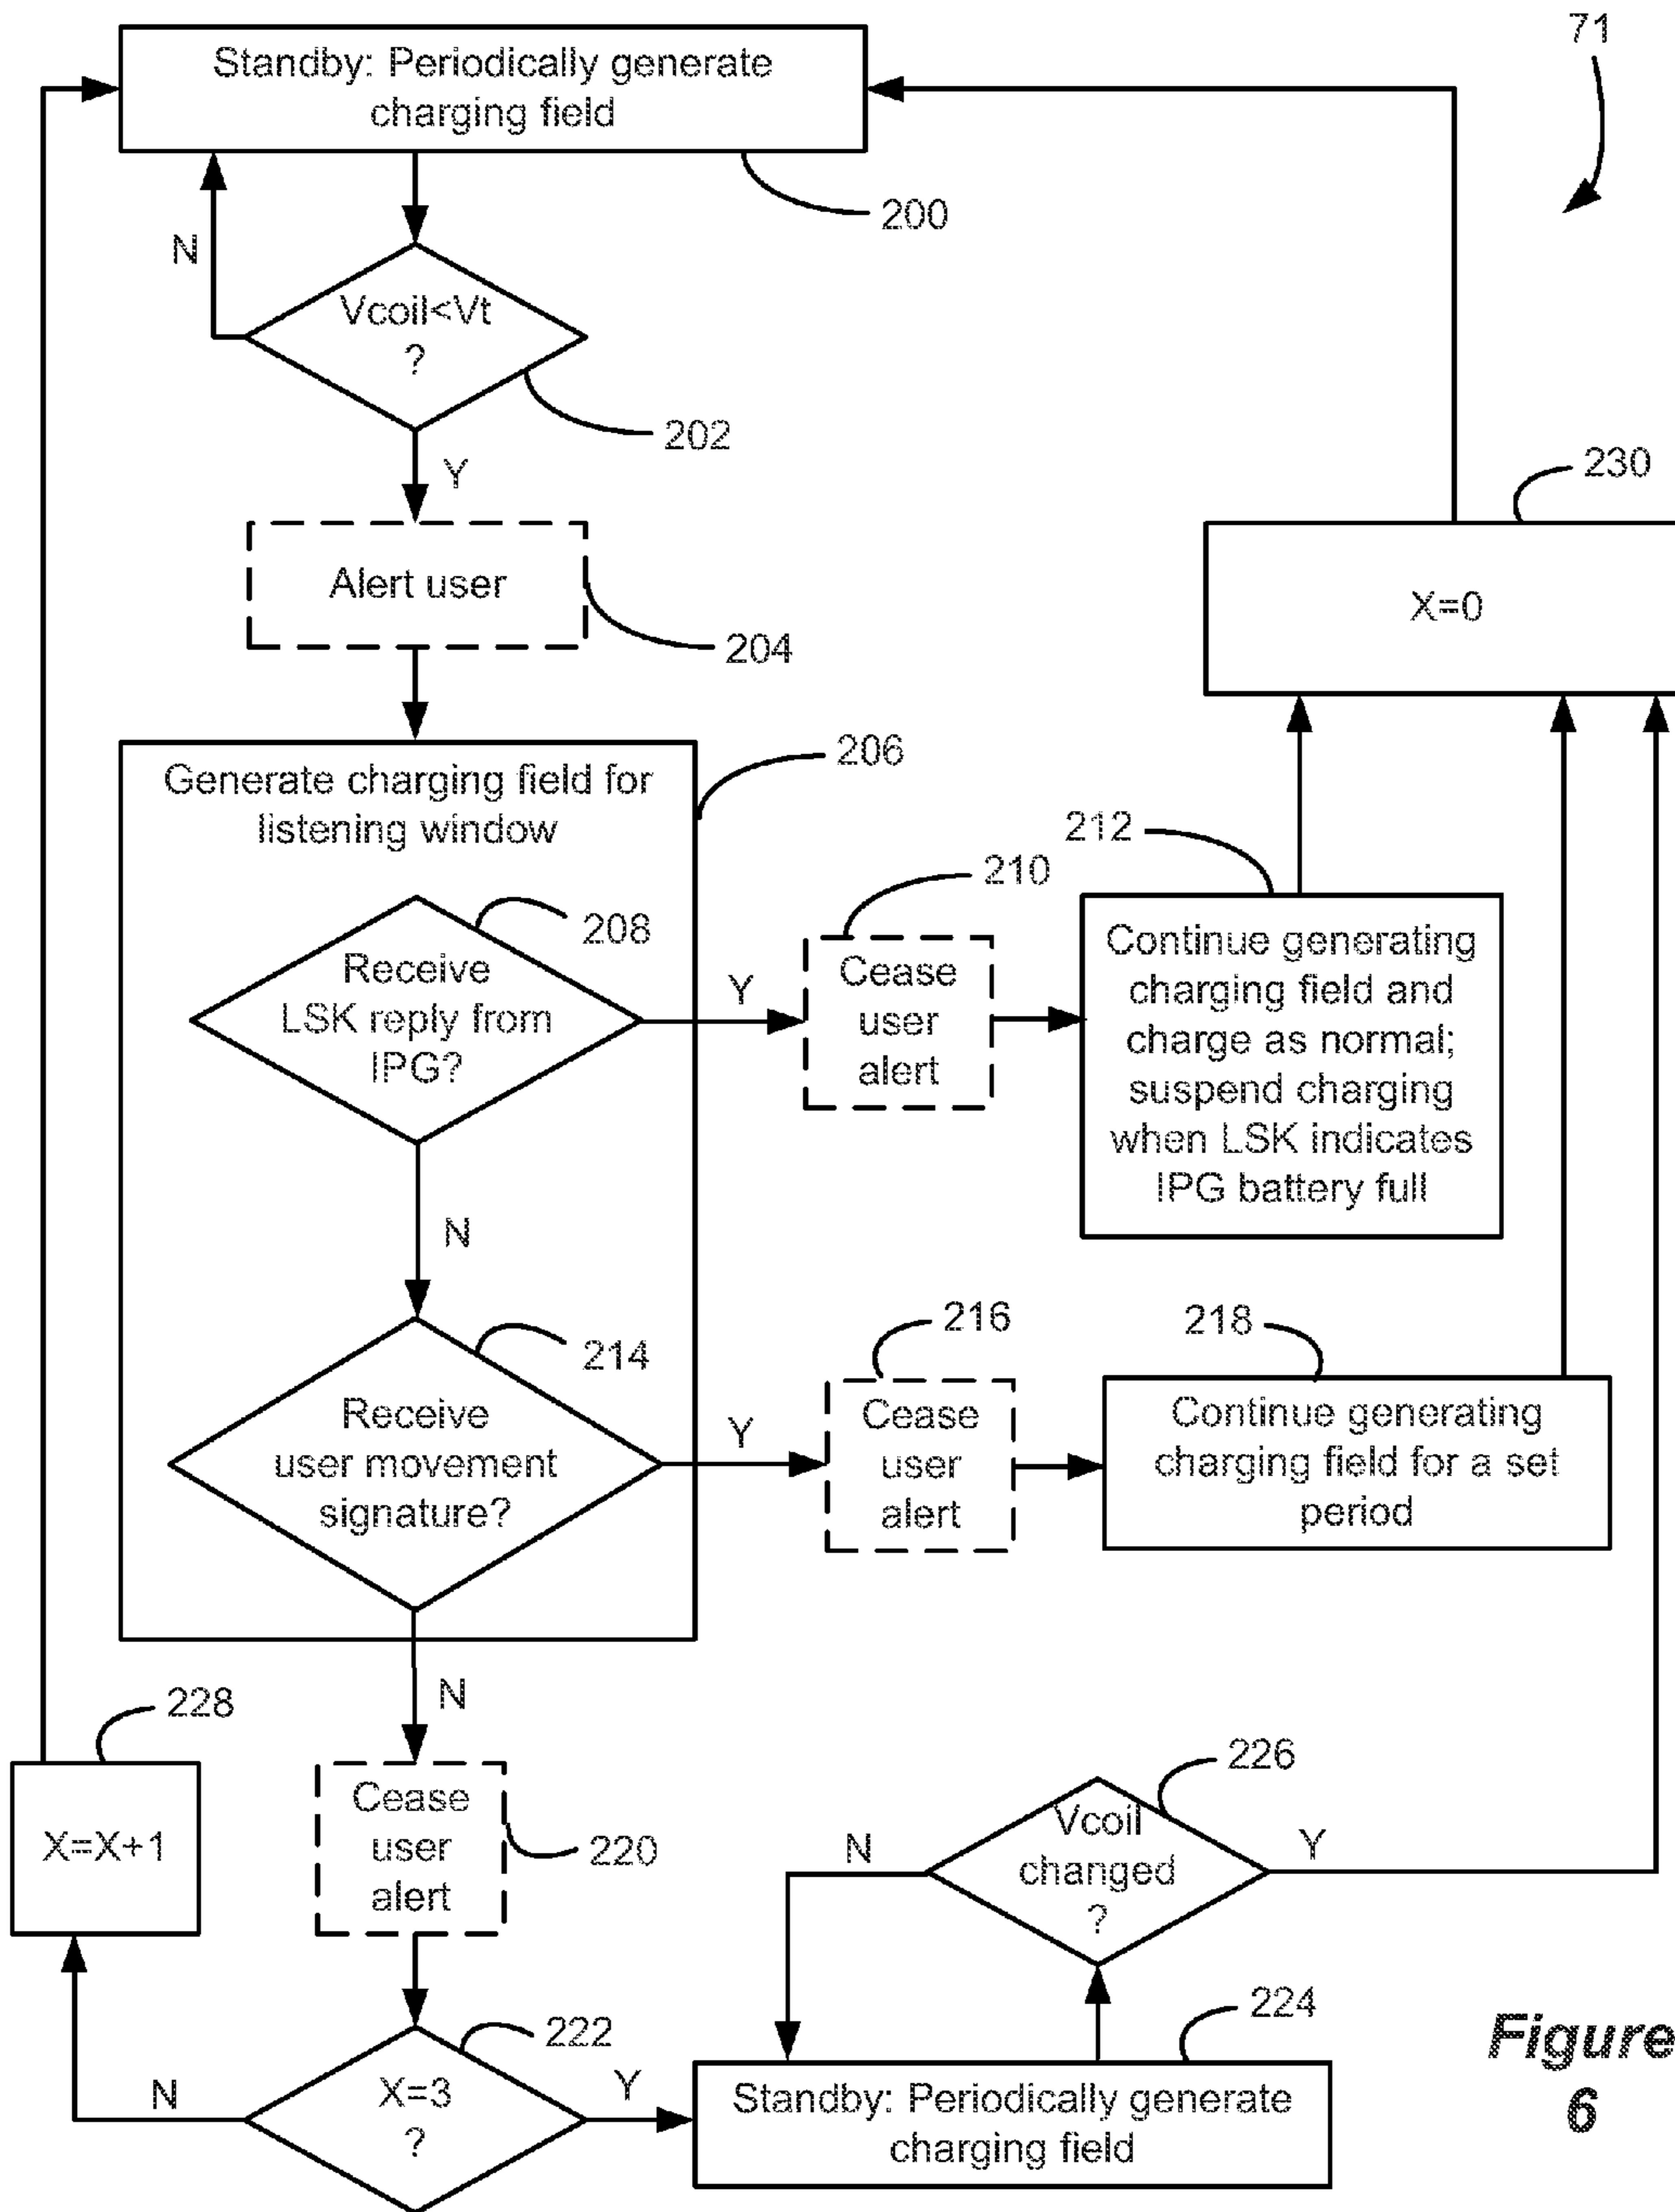 71
Standby: Periodically generate
charging field
200
N
Vcoil<Vt
?
202
Y
230
Alert user
204
X=0
206
Generate charging field for
listening window
212
210
208
Receive
LSK reply from
IPG?
Y
Cease
user
alert
Continue generating
charging field and
charge as normal;
suspend charging
when LSK indicates
IPG battery full
N
216
218
214
Receive
user movement
signature?
Y
Cease
user
alert
Continue generating
charging field for a set
period
N
228
X=X+1
Cease
user
alert
220
226
Vcoil
changed
?
N
Y
222
X=3
?
N
Y
224
Standby: Periodically generate
charging field
Figure
6